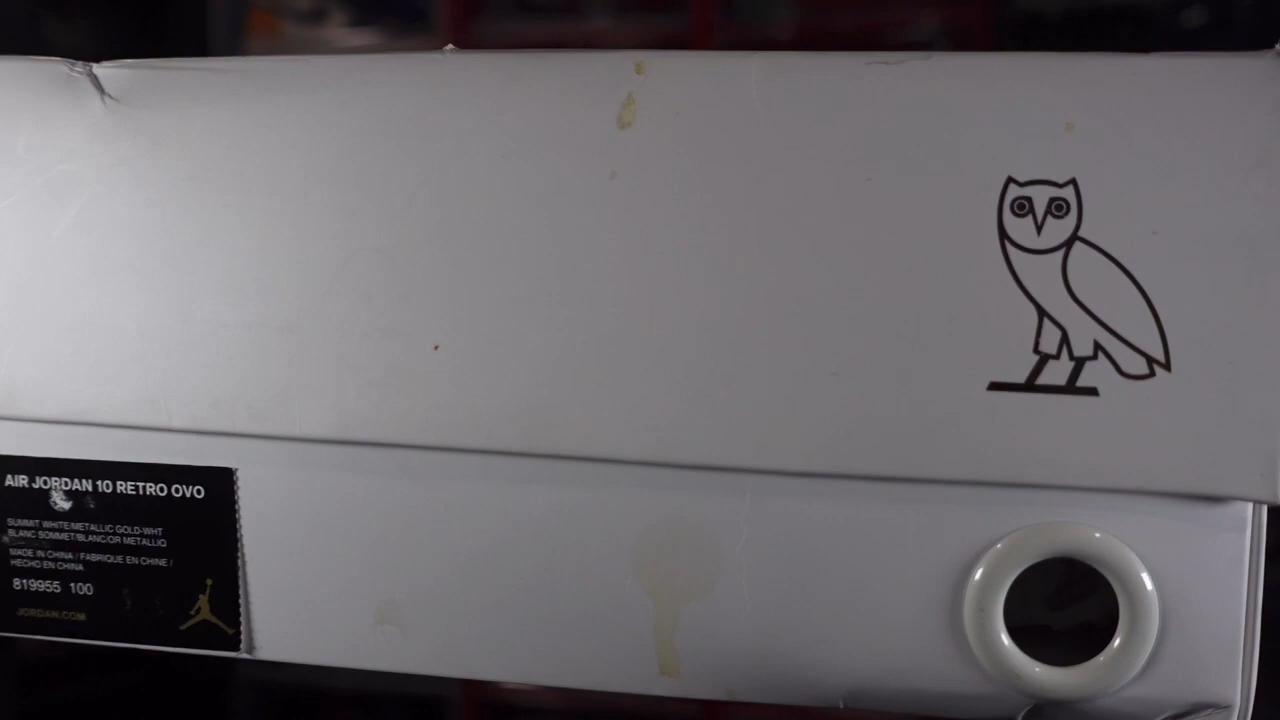 AIR JORDAN 10 RETRO OVO
SUMMIT WHITE/METALLIC GOLD-WHT
BLANC SOMMET/BLANC/OR METALLIQ
MADE IN CHINA / FABRIQUE EN CHINE /
HECHO EN CHINA
819955 100
JORDAN.COM